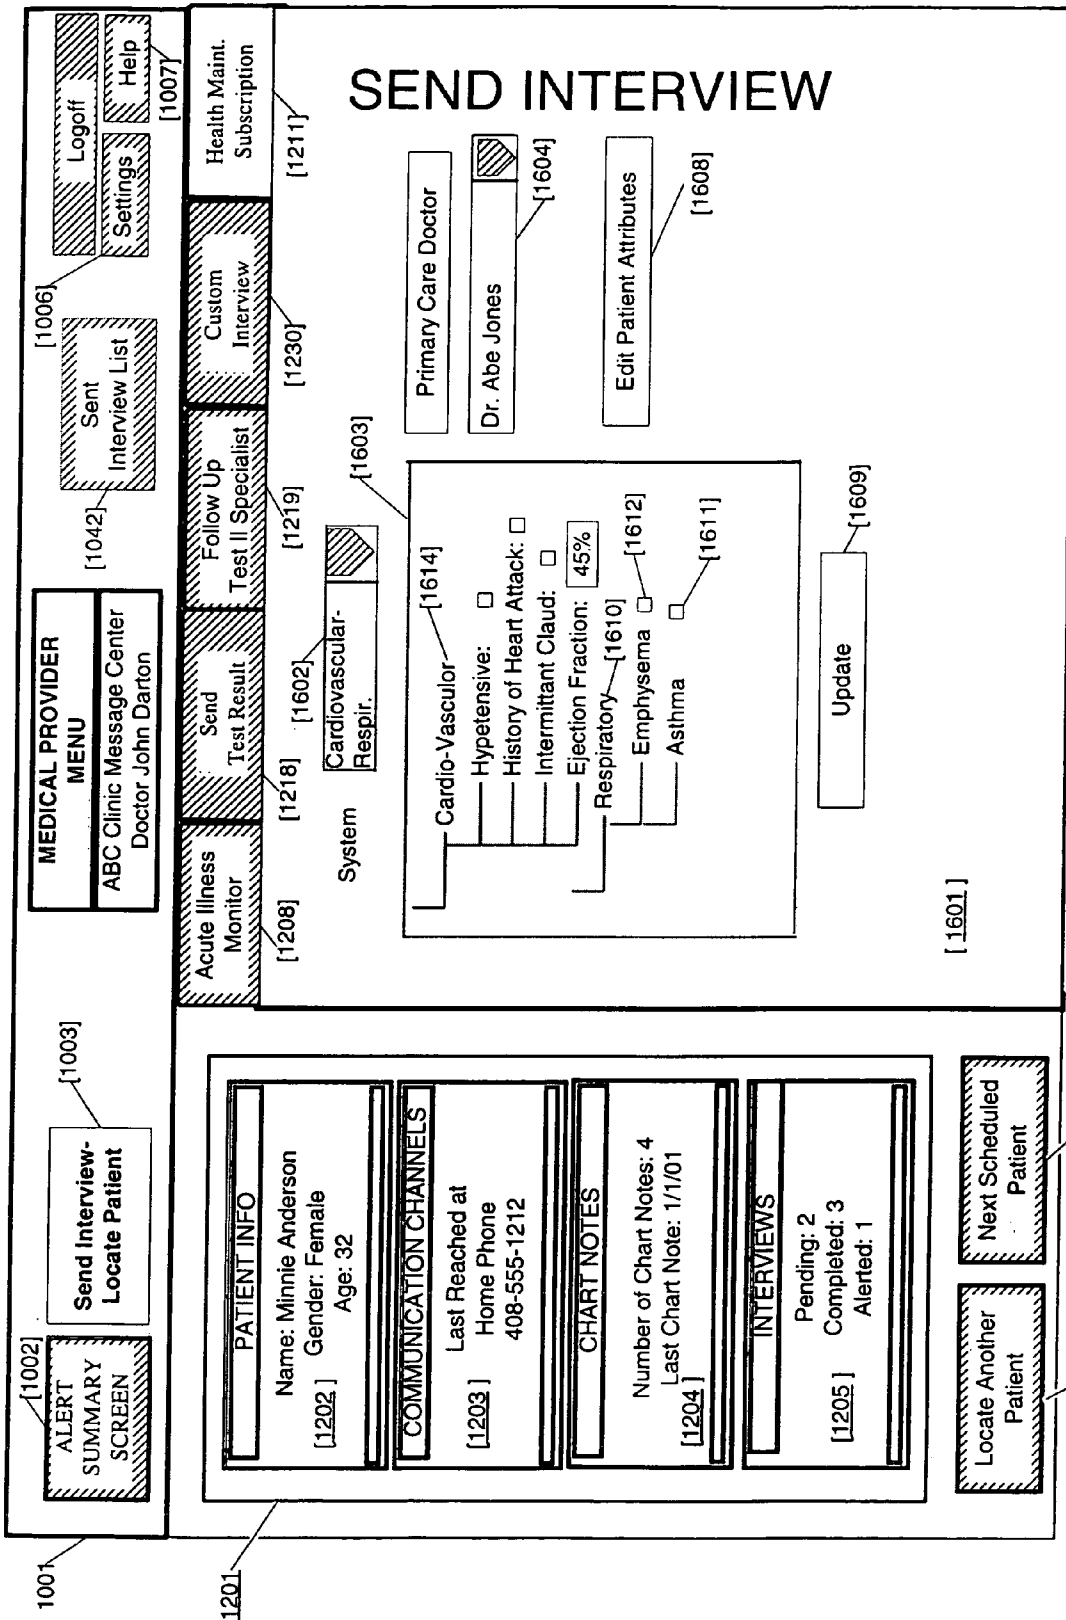 1001
[1002]
ALERT
SUMMARY
SCREEN
Send Interview-
Locate Patient
[1003]
MEDICAL PROVIDER
MENU
ABC Clinic Message Center
Doctor John Darton
[1042]
Sent
Interview List
[1006]
Logoff
Settings
Help
[1007]
Acute Illness
Monitor
[1208]
Send
Test Result
[1218]
Follow Up
Test II Specialist
[1219]
Custom
Interview
[1230]
Health Maint.
Subscription
[1211]
1201
PATIENT INFO
Name: Minnie Anderson
Gender: Female
Age: 32
[1202 ]
COMMUNICATION CHANNELS
Last Reached at
Home Phone
408-555-1212
[1203 ]
CHART NOTES
Number of Chart Notes: 4
Last Chart Note: 1/1/01
[1204]
INTERVIEWS
Pending: 2
Completed: 3
Alerted: 1
[1205 ]
Locate Another
Patient
Next Scheduled
Patient
SEND INTERVIEW
System
[1602]
Cardiovascular-
Respir.
[1603]
Cardio-Vasculor
[1614]
Hypetensive:
History of Heart Attack:
Intermittant Claud:
Ejection Fraction:
45%
Respiratory
[1610]
Emphysema
[1612]
Asthma
[1611]
Primary Care Doctor
Dr. Abe Jones
[1604]
Edit Patient Attributes
[1608]
Update
[1609]
[ 1601 ]